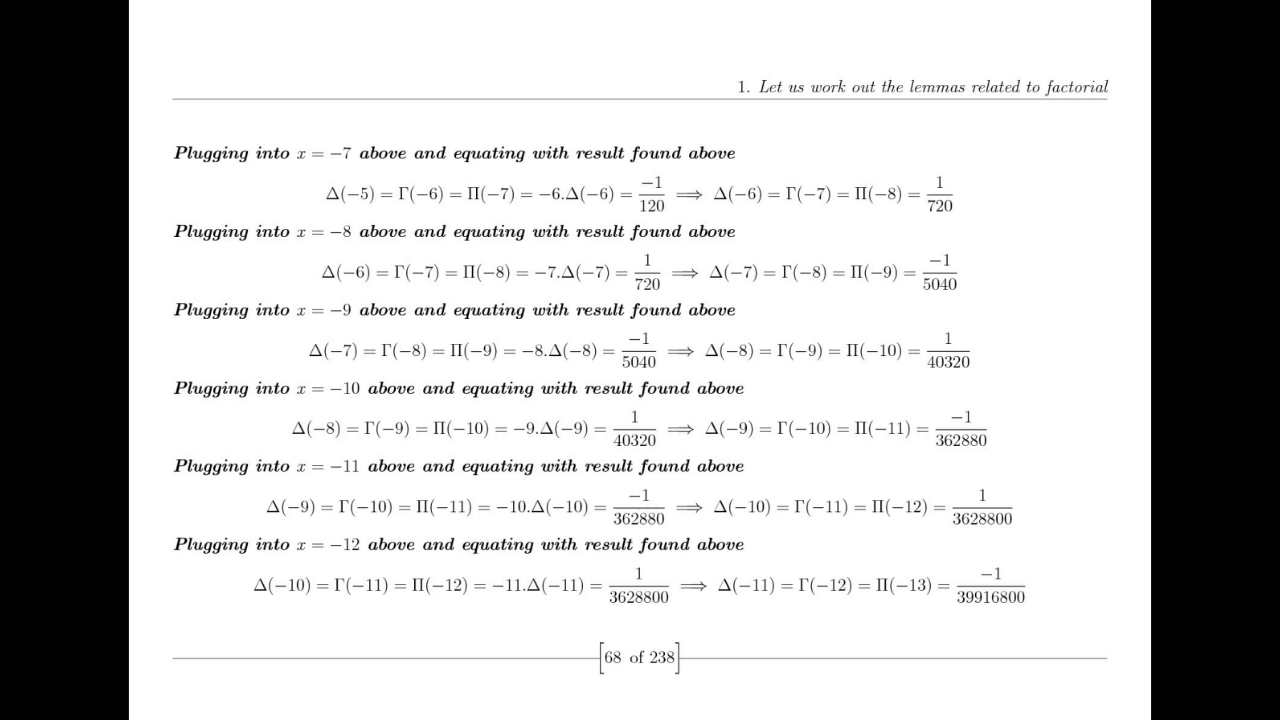 1. Let us work out the lemmas related to factorial
Plugging into x = −7 above and equating with result found above
Δ(−5) = Γ(−6) = Π(−7) = −6.Δ(−6) = −1/120 ⟹ Δ(−6) = Γ(−7) = Π(−8) = 1/720
Plugging into x = −8 above and equating with result found above
Δ(−6) = Γ(−7) = Π(−8) = −7.Δ(−7) = 1/720 ⟹ Δ(−7) = Γ(−8) = Π(−9) = −1/5040
Plugging into x = −9 above and equating with result found above
Δ(−7) = Γ(−8) = Π(−9) = −8.Δ(−8) = −1/5040 ⟹ Δ(−8) = Γ(−9) = Π(−10) = 1/40320
Plugging into x = −10 above and equating with result found above
Δ(−8) = Γ(−9) = Π(−10) = −9.Δ(−9) = 1/40320 ⟹ Δ(−9) = Γ(−10) = Π(−11) = −1/362880
Plugging into x = −11 above and equating with result found above
Δ(−9) = Γ(−10) = Π(−11) = −10.Δ(−10) = −1/362880 ⟹ Δ(−10) = Γ(−11) = Π(−12) = 1/3628800
Plugging into x = −12 above and equating with result found above
Δ(−10) = Γ(−11) = Π(−12) = −11.Δ(−11) = 1/3628800 ⟹ Δ(−11) = Γ(−12) = Π(−13) = −1/39916800
[68 of 238]